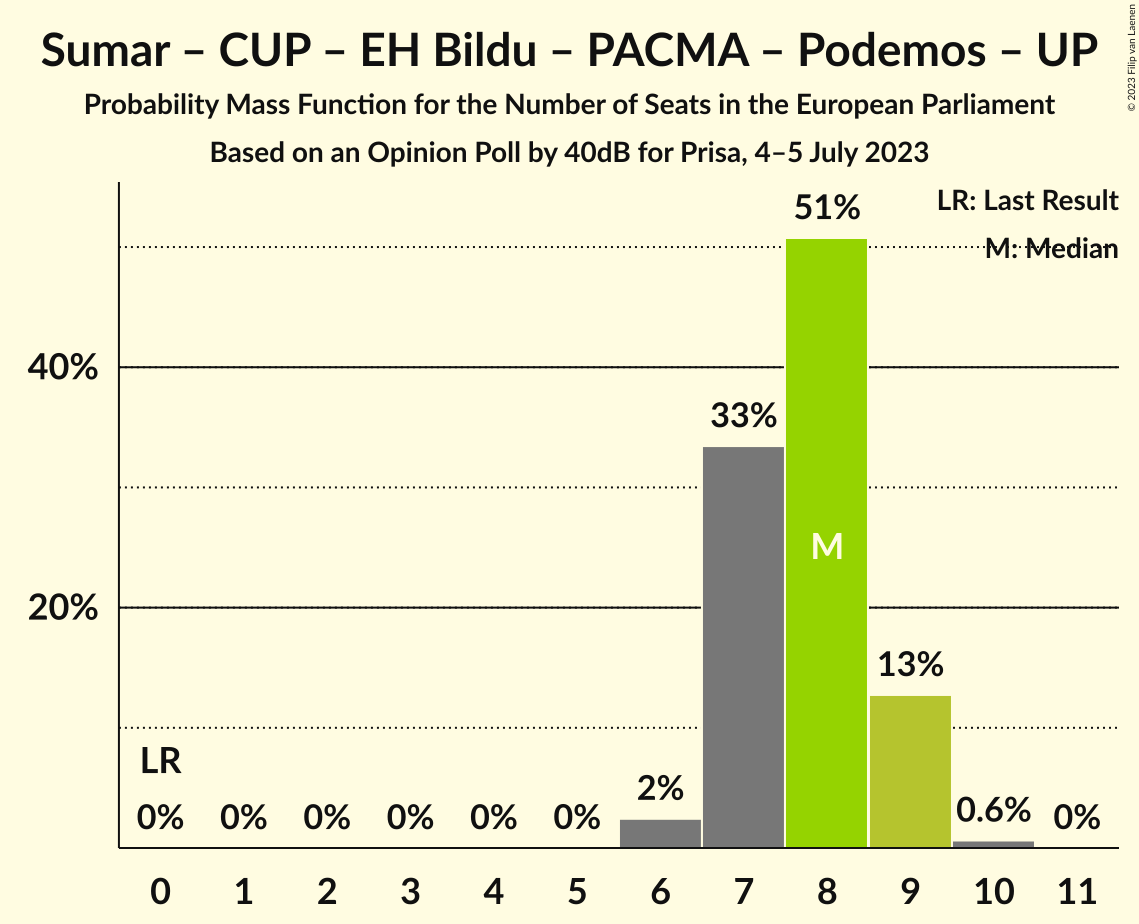 Sumar – CUP – EH Bildu – PACMA – Podemos – UP
Probability Mass Function for the Number of Seats in the European Parliament
Based on an Opinion Poll by 40dB for Prisa, 4–5 July 2023
© 2023 Filip van Laenen
LR: Last Result
M: Median
51%
40%
33%
M
20%
13%
LR
0% 0% 0% 0% 0% 0% 2% 0.6% 0%
0 1 2 3 4 5 6 7 8 9 10 11